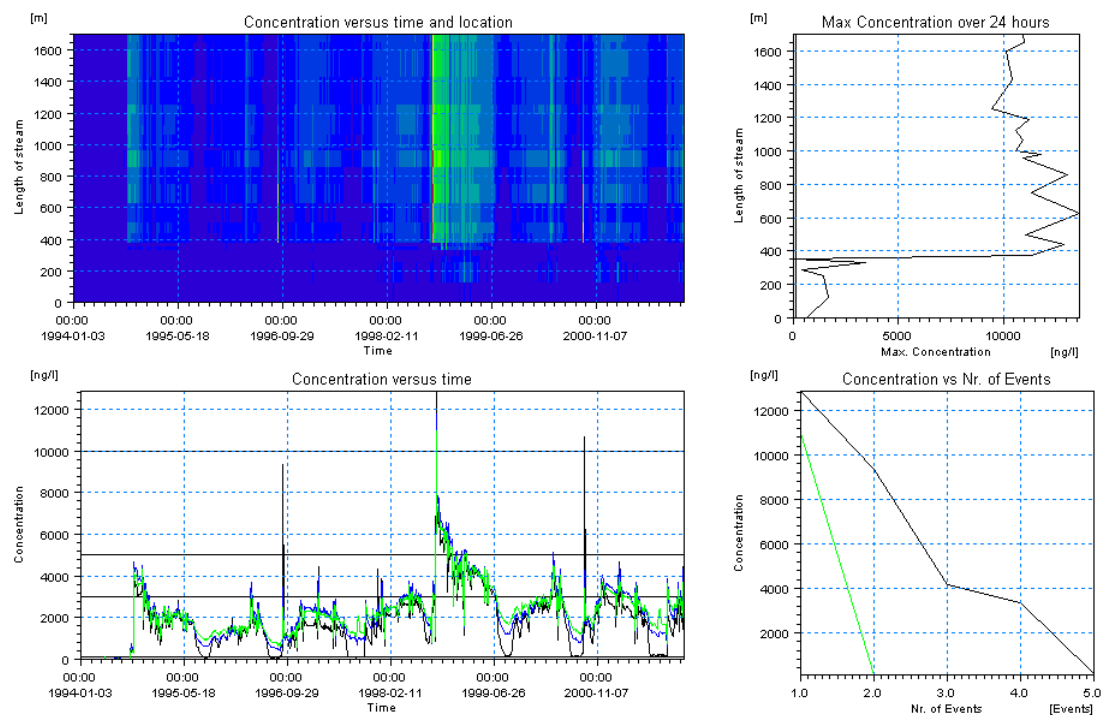 [m] Concentration versus time and location
1600
1400
1200
1000
800
600
400
200
0
Length of stream
00:00 00:00 00:00 00:00 00:00 00:00
1994-01-03 1995-05-18 1996-09-29 1998-02-11 1999-06-26 2000-11-07
Time
[m] Max Concentration over 24 hours
1600
1400
1200
1000
800
600
400
200
0
Length of stream
0 5000 10000
Max. Concentration [ng/l]
[ng/l] Concentration versus time
12000
10000
8000
6000
4000
2000
0
Concentration
00:00 00:00 00:00 00:00 00:00 00:00
1994-01-03 1995-05-18 1996-09-29 1998-02-11 1999-06-26 2000-11-07
Time
[ng/l] Concentration vs Nr. of Events
12000
10000
8000
6000
4000
2000
Concentration
1.0 2.0 3.0 4.0 5.0
Nr. of Events [Events]